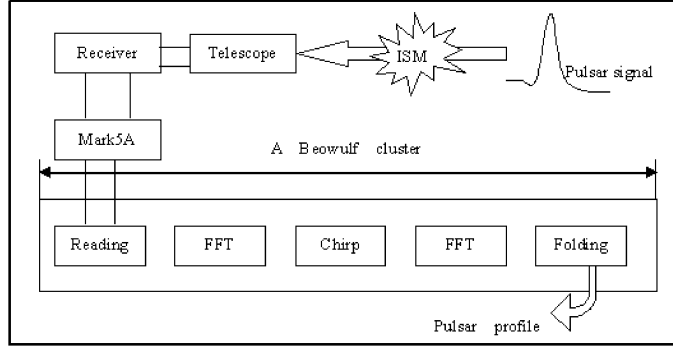 Receiver
Telescope
ISM
Pulsar signal
Mark5A
A Beowulf cluster
Reading
FFT
Chirp
FFT
Folding
Pulsar profile